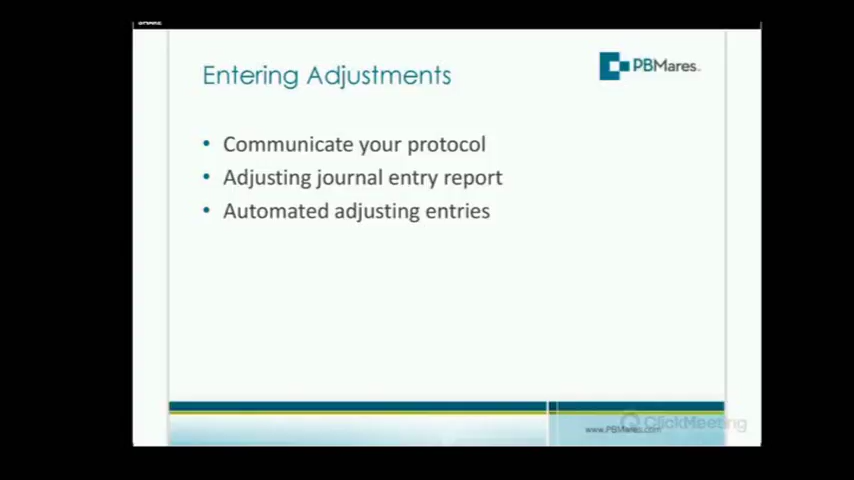 Entering Adjustments
PBMares
• Communicate your protocol
• Adjusting journal entry report
• Automated adjusting entries
ClickMeeting
www.PBMares.com